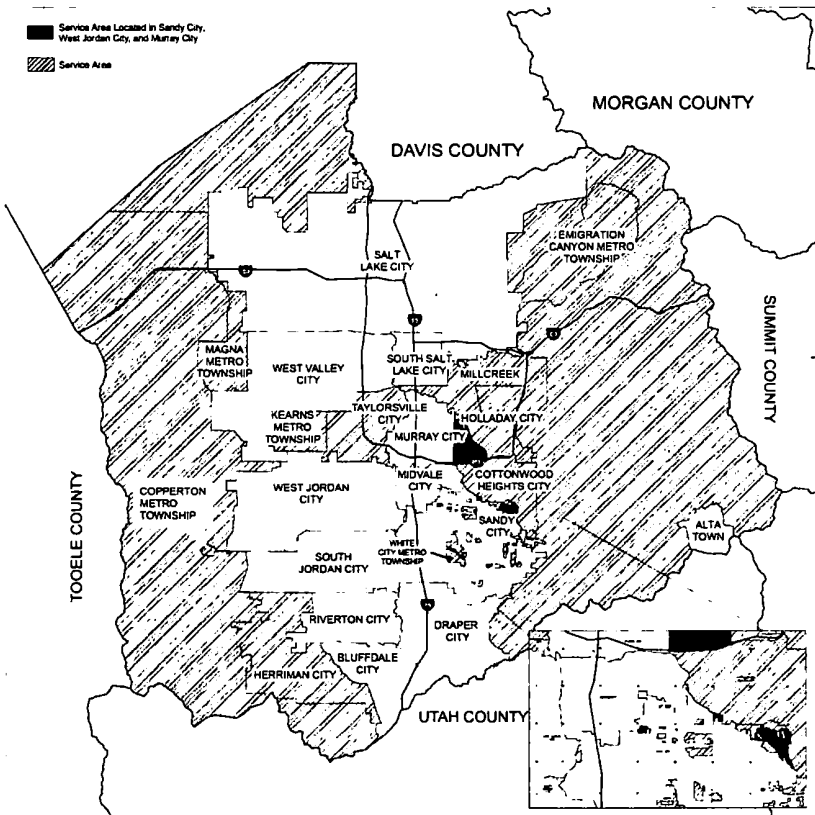 Service Area Located in Sandy City,
West Jordan City, and Murray City
Service Area
MORGAN COUNTY
DAVIS COUNTY
EMIGRATION
CANYON METRO
TOWNSHIP
SALT
LAKE CITY
SUMMIT COUNTY
MAGNA
METRO
TOWNSHIP
WEST VALLEY
CITY
SOUTH SALT
LAKE CITY
MILLCREEK
TAYLORSVILLE
CITY
HOLLADAY CITY
KEARNS
METRO
TOWNSHIP
MURRAY CITY
MIDVALE
CITY
COTTONWOOD
HEIGHTS CITY
WEST JORDAN
CITY
COPPERTON
METRO
TOWNSHIP
SANDY
CITY
ALTA
TOWN
WHITE
CITY METRO
TOWNSHIP
TOOELE COUNTY
SOUTH
JORDAN CITY
RIVERTON CITY
DRAPER
CITY
BLUFFDALE
CITY
HERRIMAN CITY
UTAH COUNTY